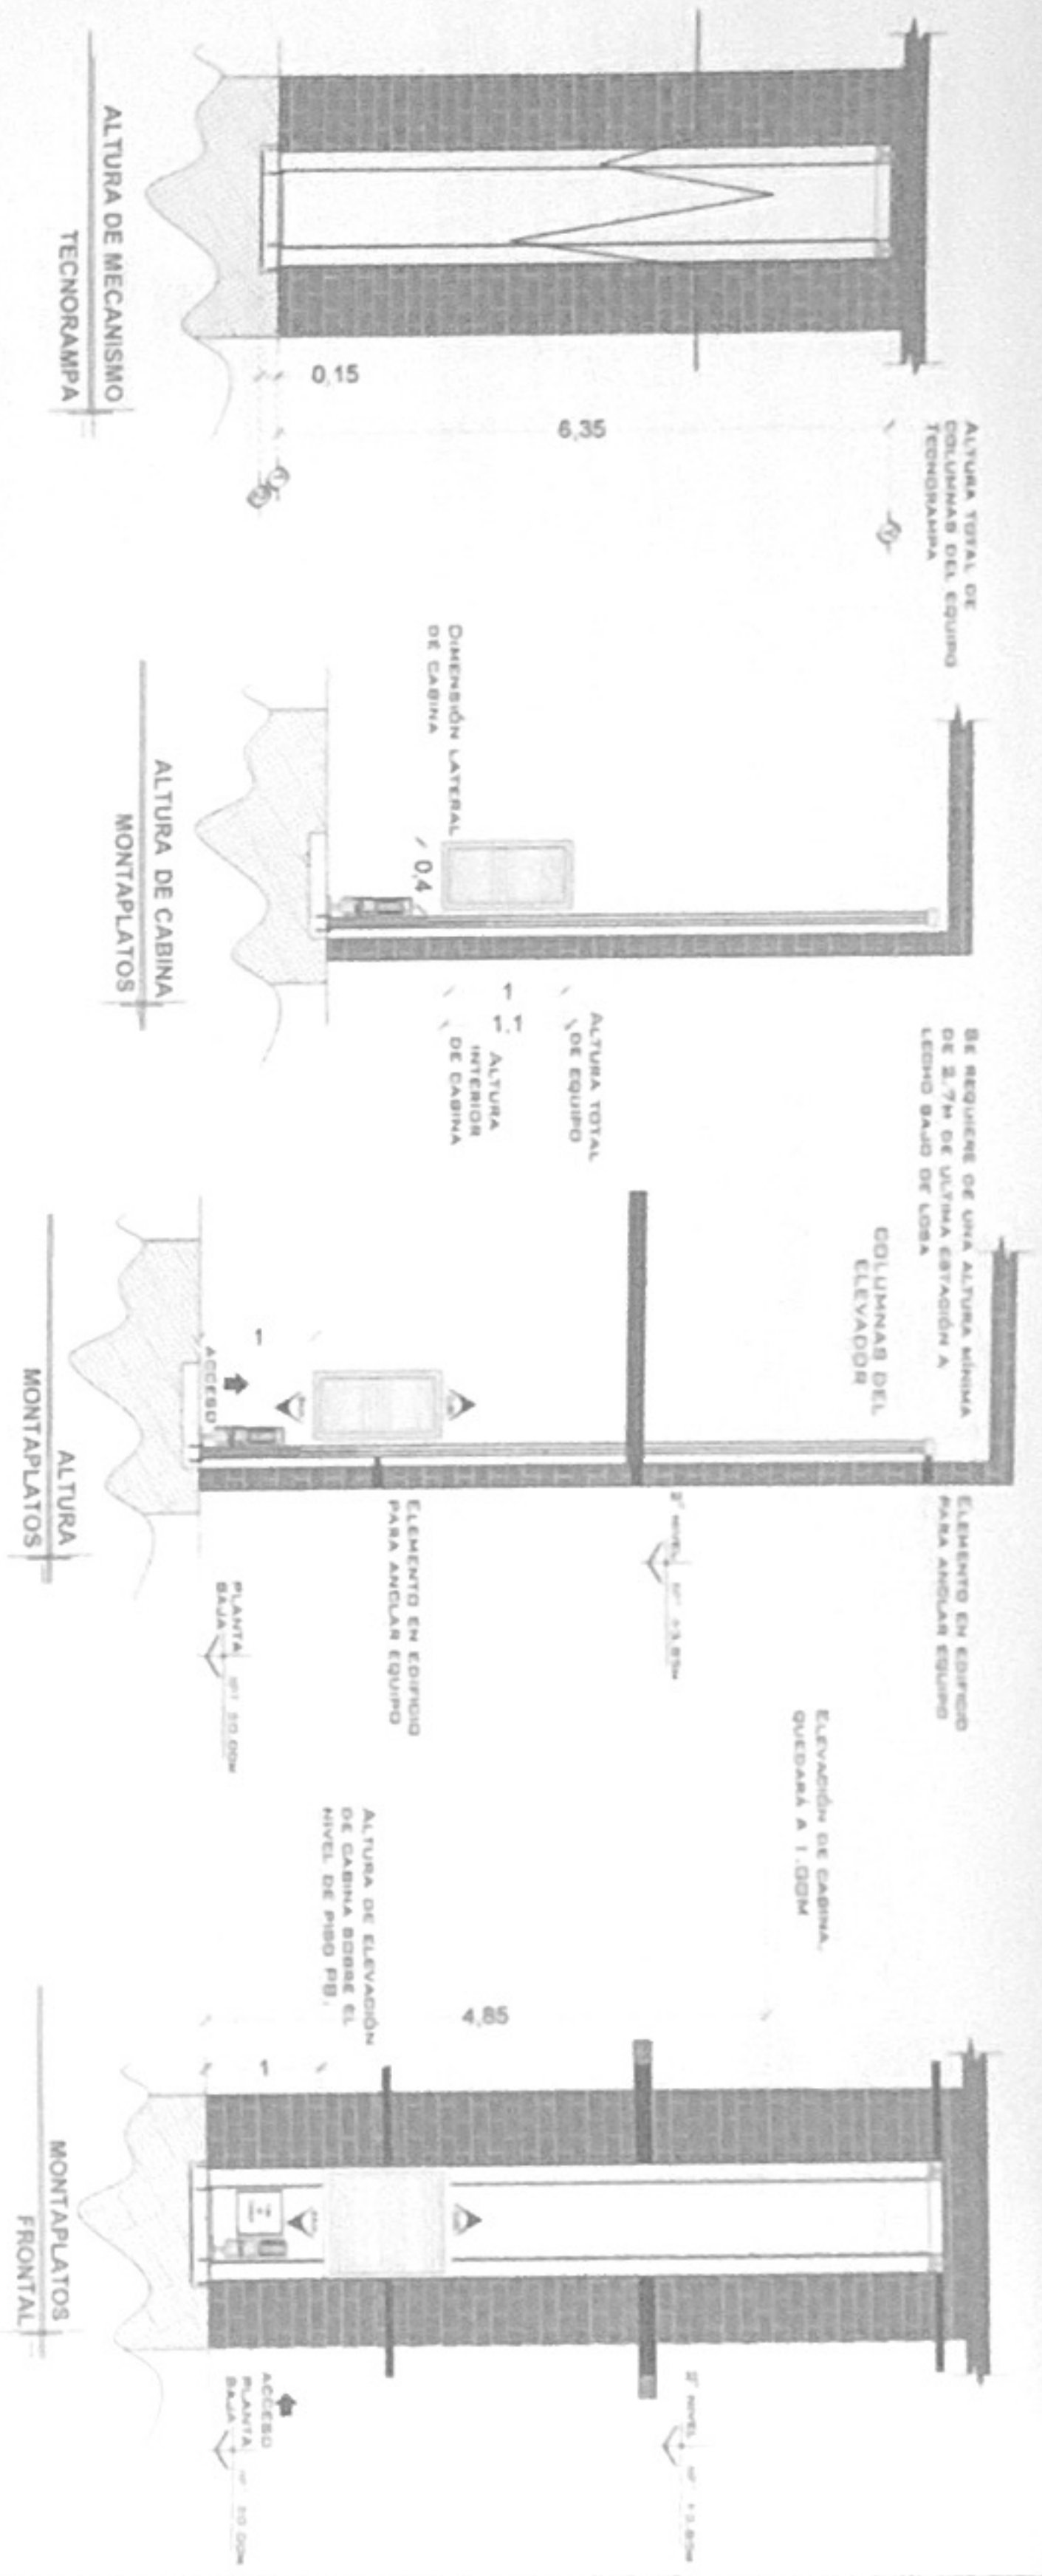 ALTURA TOTAL DE
COLUMNAS DEL EQUIPO
TECNORAMPA
6,35
0,15
ALTURA DE MECANISMO
TECNORAMPA
DIMENSIÓN LATERAL
DE CABINA
0,4
1
1.1
ALTURA TOTAL
DE EQUIPO
ALTURA
INTERIOR
DE CABINA
ALTURA DE CABINA
MONTAPLATOS
SE REQUIERE DE UNA ALTURA MÍNIMA
DE 2.7M DE ULTIMA ESTACIÓN A
LECHO BAJO DE LOSA
COLUMNAS DEL
ELEVADOR
ELEMENTO EN EDIFICIO
PARA ANCLAR EQUIPO
2° NIVEL
ELEMENTO EN EDIFICIO
PARA ANCLAR EQUIPO
1
ACCESO
PLANTA
BAJA
ALTURA
MONTAPLATOS
ELEVACIÓN DE CABINA,
QUEDARÁ A 1.00M
4,85
ALTURA DE ELEVACIÓN
DE CABINA SOBRE EL
NIVEL DE PISO PB.
1
2° NIVEL
ACCESO
PLANTA
BAJA
MONTAPLATOS
FRONTAL